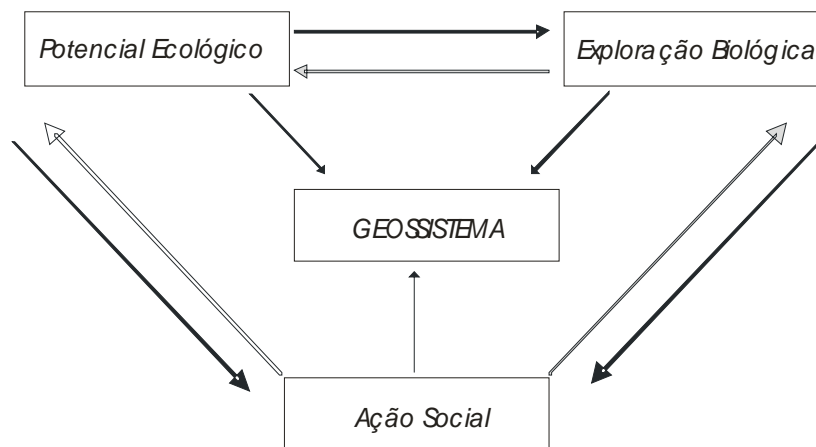 Potencial Ecológico
Exploração Biológica
GEOSSISTEMA
Ação Social